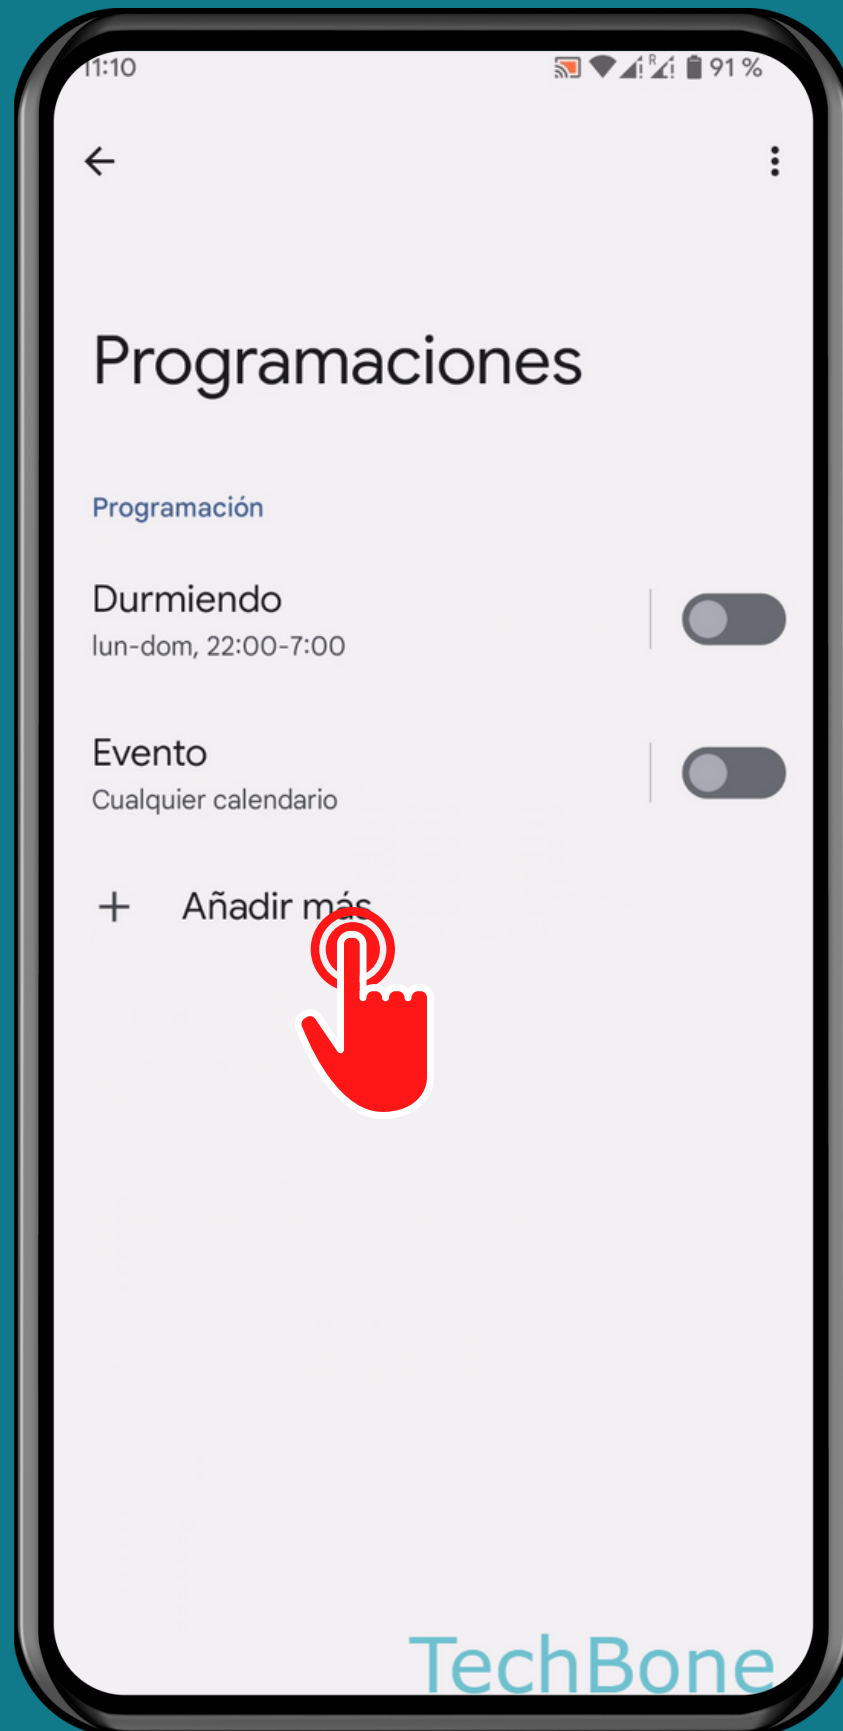 11:10
R
91 %
Programaciones
Programación
Durmiendo
lun-dom, 22:00-7:00
Evento
Cualquier calendario
+ Añadir más
TechBone